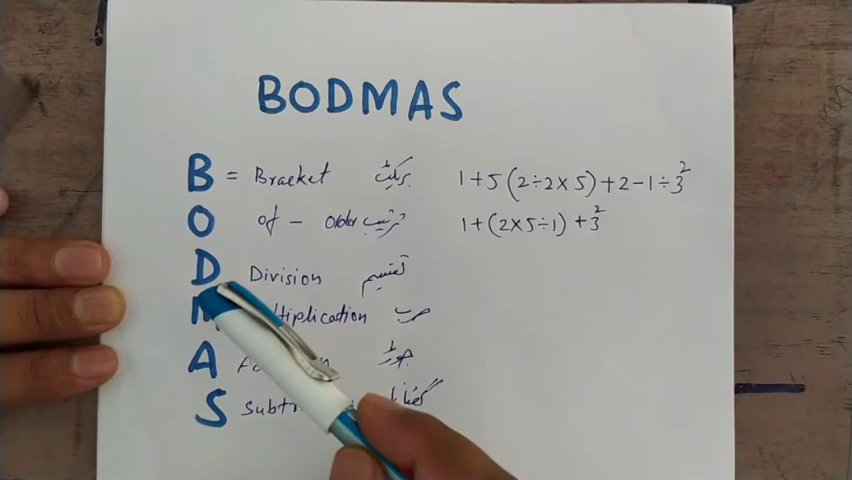 BODMAS
B = Bracket بریکٹ 1+5(2÷2×5)+2-1÷3²
O of - order ترتیب 1+(2×5÷1)+3²
D Division تقسیم
M ضرب
A جوڑ
S